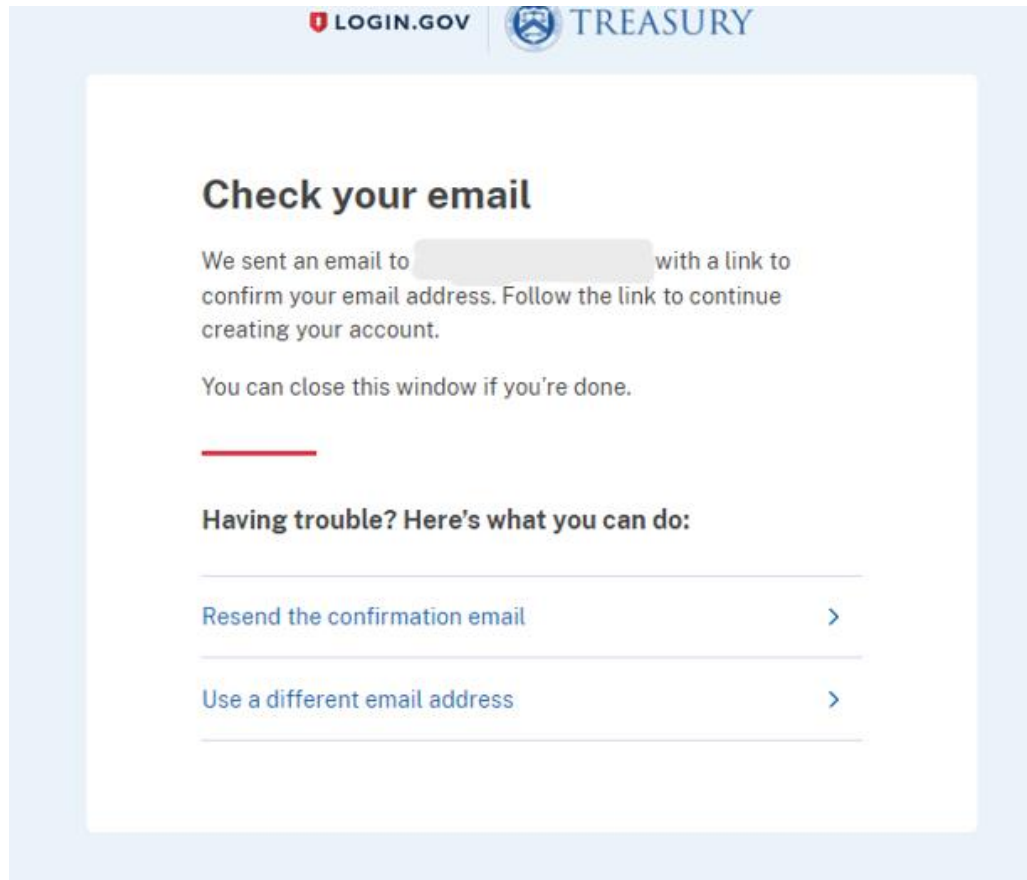 LOGIN.GOV TREASURY
Check your email
We sent an email to with a link to
confirm your email address. Follow the link to continue
creating your account.
You can close this window if you’re done.
Having trouble? Here’s what you can do:
Resend the confirmation email
Use a different email address